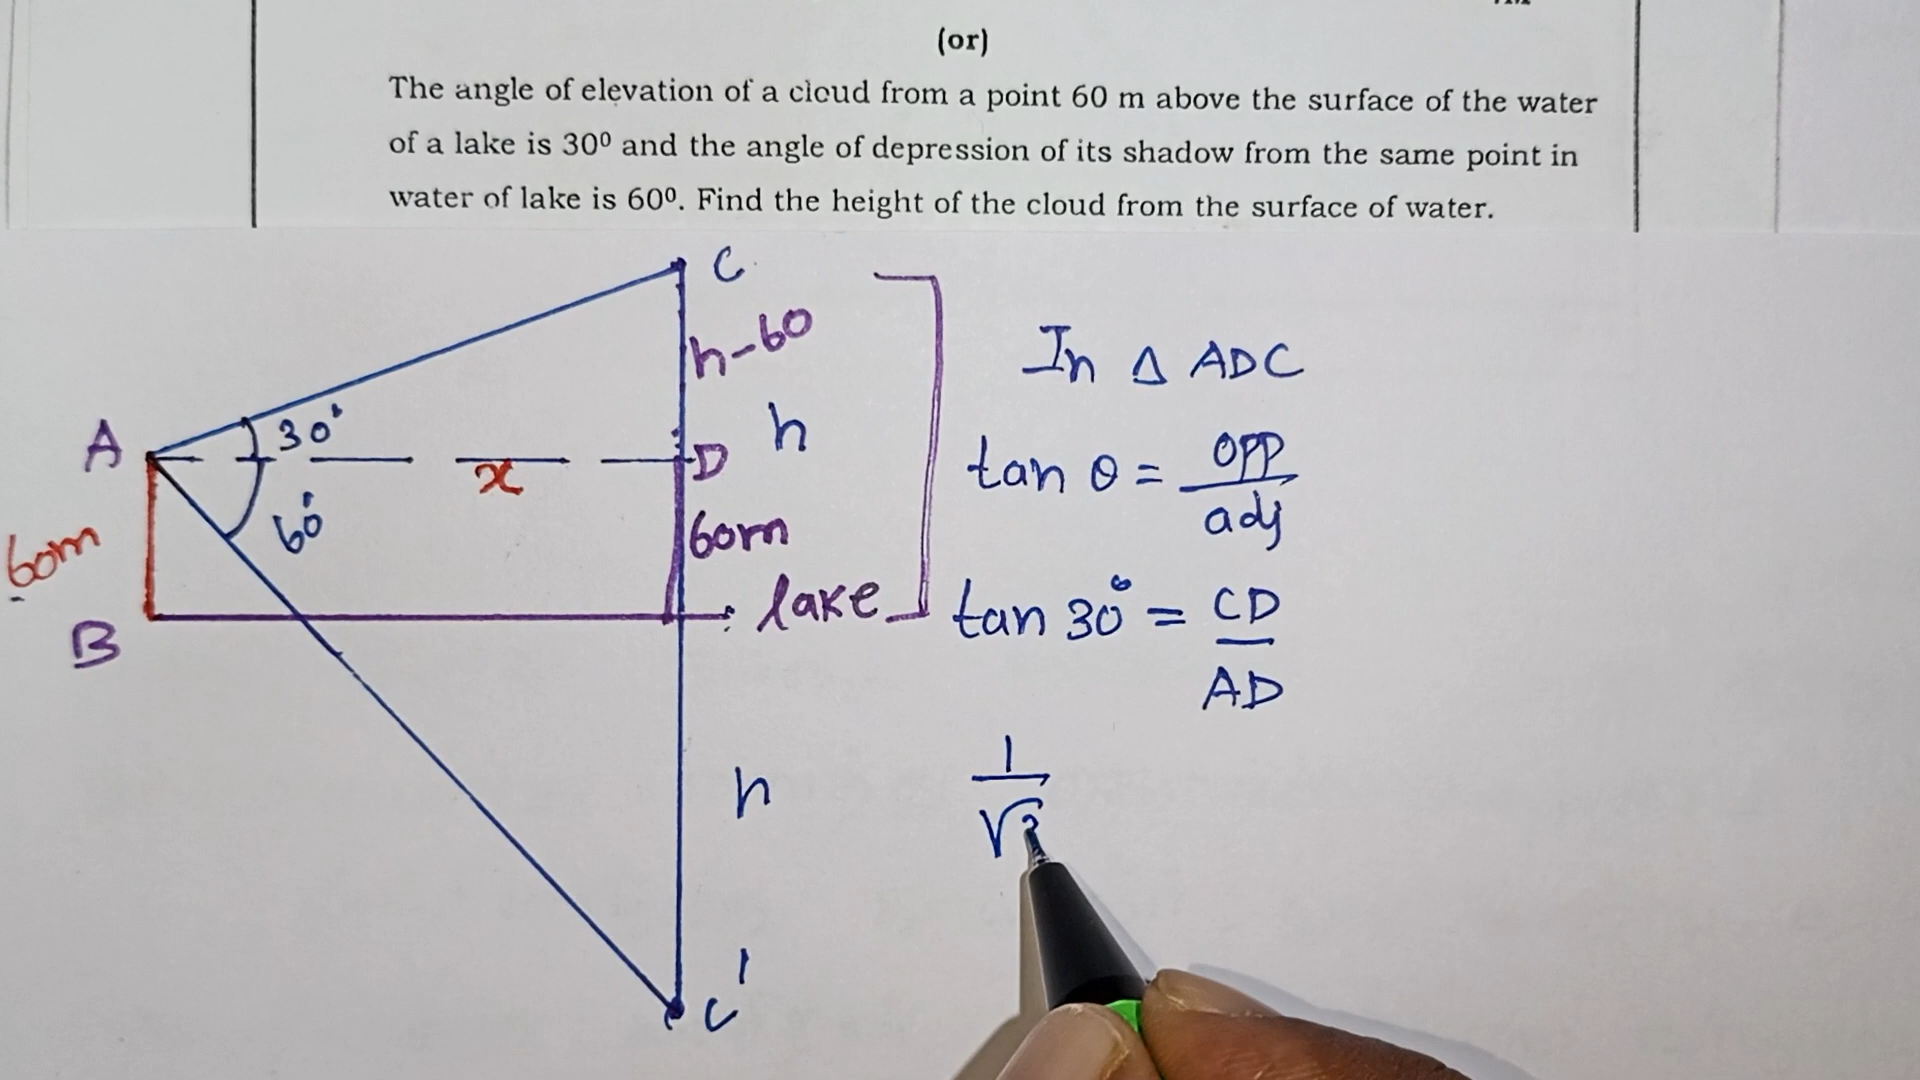 (or)
The angle of elevation of a cloud from a point 60 m above the surface of the water
of a lake is 30⁰ and the angle of depression of its shadow from the same point in
water of lake is 60⁰. Find the height of the cloud from the surface of water.
C
h-60
h
A
30°
x
D
60°
60m
60m
B
lake
h
C'
In Δ ADC
tan θ = opp
adj
tan 30° = CD
AD
1
√3